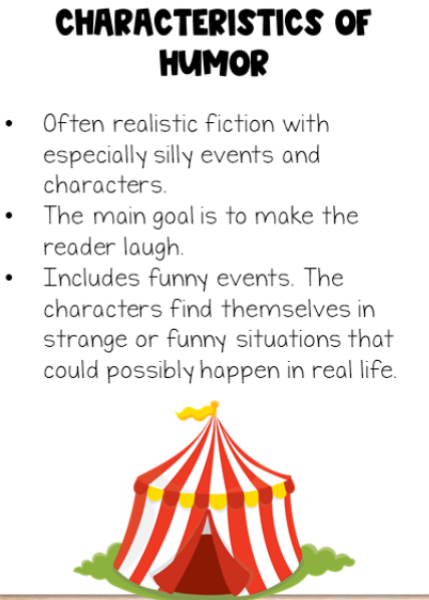 CHARACTERISTICS OF
HUMOR
• Often realistic fiction with
especially silly events and
characters.
• The main goal is to make the
reader laugh.
• Includes funny events. The
characters find themselves in
strange or funny situations that
could possibly happen in real life.